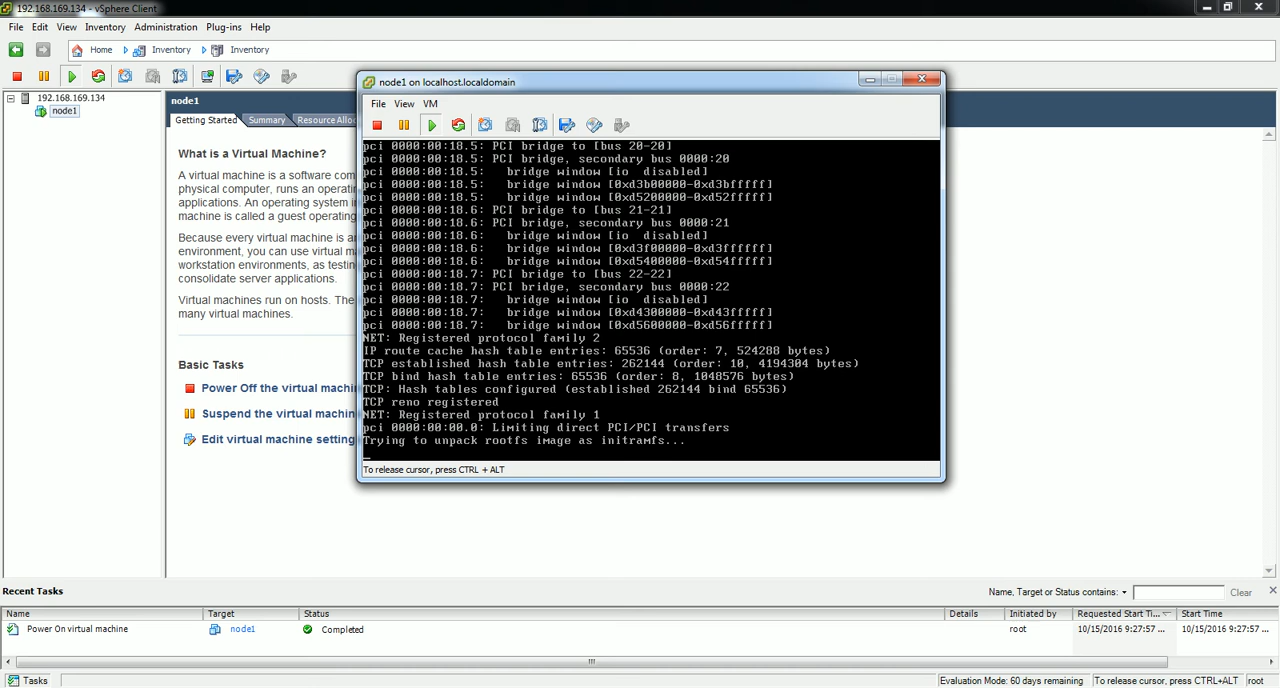 192.168.169.134 - vSphere Client
File Edit View Inventory Administration Plug-ins Help
Home Inventory Inventory
192.168.169.134
node1
node1
Getting Started Summary Resource Alloc
What is a Virtual Machine?
A virtual machine is a software com
physical computer, runs an operatin
applications. An operating system in
machine is called a guest operating
Because every virtual machine is an
environment, you can use virtual ma
workstation environments, as testing
consolidate server applications.
Virtual machines run on hosts. The
many virtual machines.
Basic Tasks
Power Off the virtual machin
Suspend the virtual machine
Edit virtual machine setting
node1 on localhost.localdomain
File View VM
pci 0000:00:18.5: PCI bridge to [bus 20-20]
pci 0000:00:18.5: PCI bridge, secondary bus 0000:20
pci 0000:00:18.5:   bridge window [io  disabled]
pci 0000:00:18.5:   bridge window [0xd3b00000-0xd3bfffff]
pci 0000:00:18.5:   bridge window [0xd5200000-0xd52fffff]
pci 0000:00:18.6: PCI bridge to [bus 21-21]
pci 0000:00:18.6: PCI bridge, secondary bus 0000:21
pci 0000:00:18.6:   bridge window [io  disabled]
pci 0000:00:18.6:   bridge window [0xd3f00000-0xd3ffffff]
pci 0000:00:18.6:   bridge window [0xd5400000-0xd54fffff]
pci 0000:00:18.7: PCI bridge to [bus 22-22]
pci 0000:00:18.7: PCI bridge, secondary bus 0000:22
pci 0000:00:18.7:   bridge window [io  disabled]
pci 0000:00:18.7:   bridge window [0xd4300000-0xd43fffff]
pci 0000:00:18.7:   bridge window [0xd5600000-0xd56fffff]
NET: Registered protocol family 2
IP route cache hash table entries: 65536 (order: 7, 524288 bytes)
TCP established hash table entries: 262144 (order: 10, 4194304 bytes)
TCP bind hash table entries: 65536 (order: 8, 1048576 bytes)
TCP: Hash tables configured (established 262144 bind 65536)
TCP reno registered
NET: Registered protocol family 1
pci 0000:00:00.0: Limiting direct PCI/PCI transfers
Trying to unpack rootfs image as initramfs...
_
To release cursor, press CTRL + ALT
Recent Tasks
Name, Target or Status contains: Clear
Name Target Status Details Initiated by Requested Start Ti... Start Time
Power On virtual machine node1 Completed root 10/15/2016 9:27:57 ... 10/15/2016 9:27:57 ...
Tasks Evaluation Mode: 60 days remaining To release cursor, press CTRL+ALT root